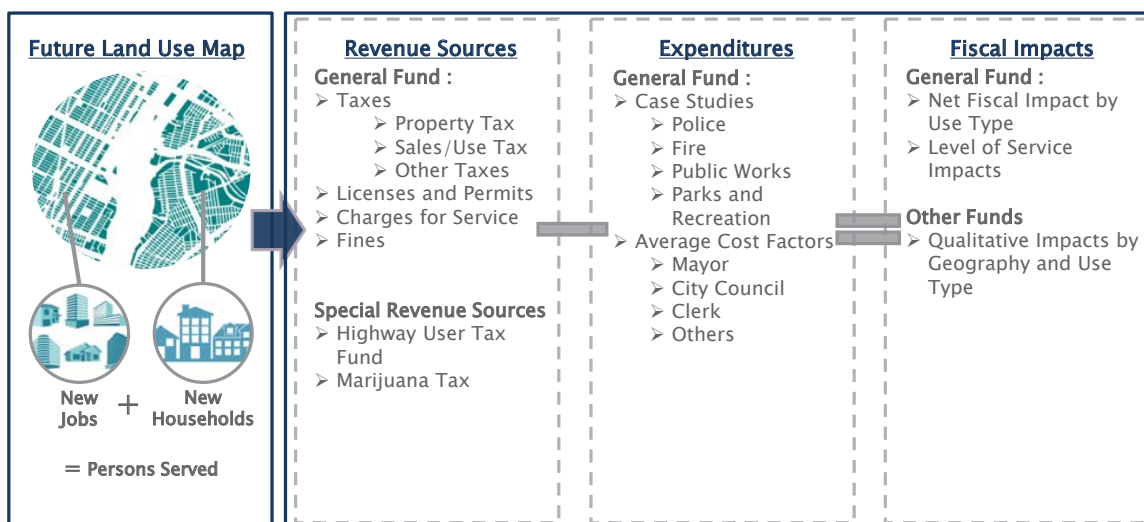 Future Land Use Map
New
Jobs
+
New
Households
= Persons Served
Revenue Sources
General Fund :
➢ Taxes
➢ Property Tax
➢ Sales/Use Tax
➢ Other Taxes
➢ Licenses and Permits
➢ Charges for Service
➢ Fines
Special Revenue Sources
➢ Highway User Tax
Fund
➢ Marijuana Tax
Expenditures
General Fund :
➢ Case Studies
➢ Police
➢ Fire
➢ Public Works
➢ Parks and
Recreation
➢ Average Cost Factors
➢ Mayor
➢ City Council
➢ Clerk
➢ Others
Fiscal Impacts
General Fund :
➢ Net Fiscal Impact by
Use Type
➢ Level of Service
Impacts
Other Funds
➢ Qualitative Impacts by
Geography and Use
Type